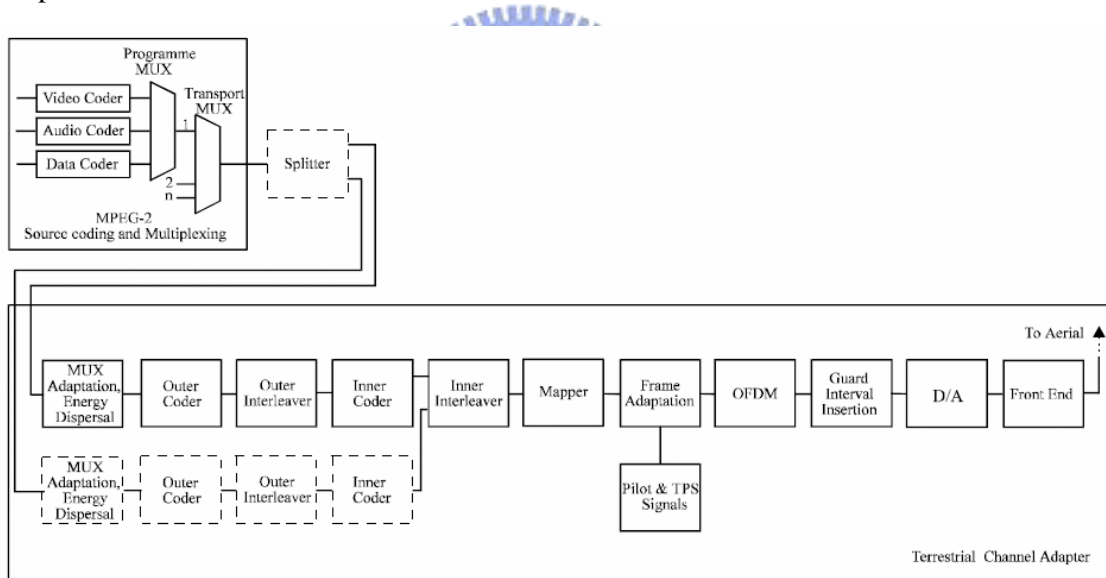 Programme
MUX
Video Coder
Transport
MUX
Audio Coder
1
Data Coder
2
n
MPEG-2
Source coding and Multiplexing
Splitter
To Aerial
MUX
Adaptation,
Energy
Dispersal
Outer
Coder
Outer
Interleaver
Inner
Coder
Inner
Interleaver
Mapper
Frame
Adaptation
OFDM
Guard
Interval
Insertion
D/A
Front End
MUX
Adaptation,
Energy
Dispersal
Outer
Coder
Outer
Interleaver
Inner
Coder
Pilot & TPS
Signals
Terrestrial Channel Adapter